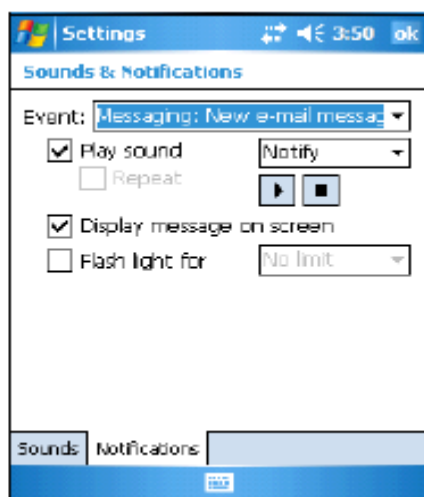 Settings 3:50 ok
Sounds & Notifications
Event: Messaging: New e-mail messag
Play sound Notify
Repeat
Display message on screen
Flash light for No limit
Sounds Notifications